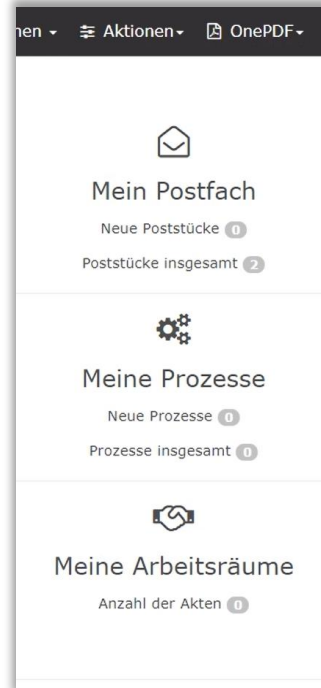 Aktionen OnePDF
Mein Postfach
Neue Poststücke 0
Poststücke insgesamt 2
Meine Prozesse
Neue Prozesse 0
Prozesse insgesamt 0
Meine Arbeitsräume
Anzahl der Akten 0